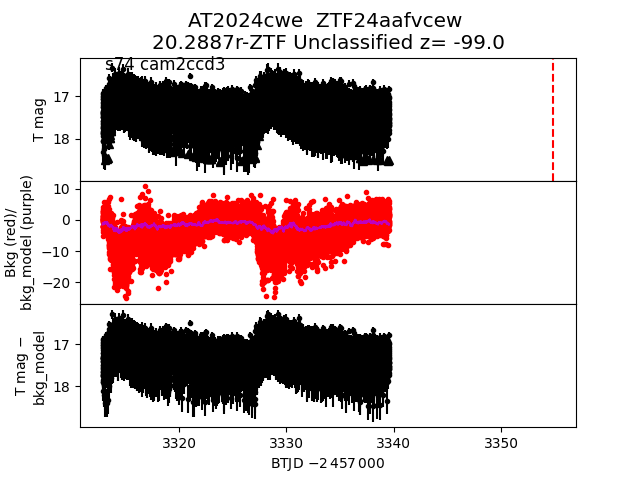 AT2024cwe ZTF24aafvcew
20.2887r-ZTF Unclassified z= -99.0
s74 cam2ccd3
T mag
17
18
Bkg (red)/
bkg_model (purple)
10
0
−10
−20
T mag −
bkg_model
17
18
3320 3330 3340 3350
BTJD −2 457 000